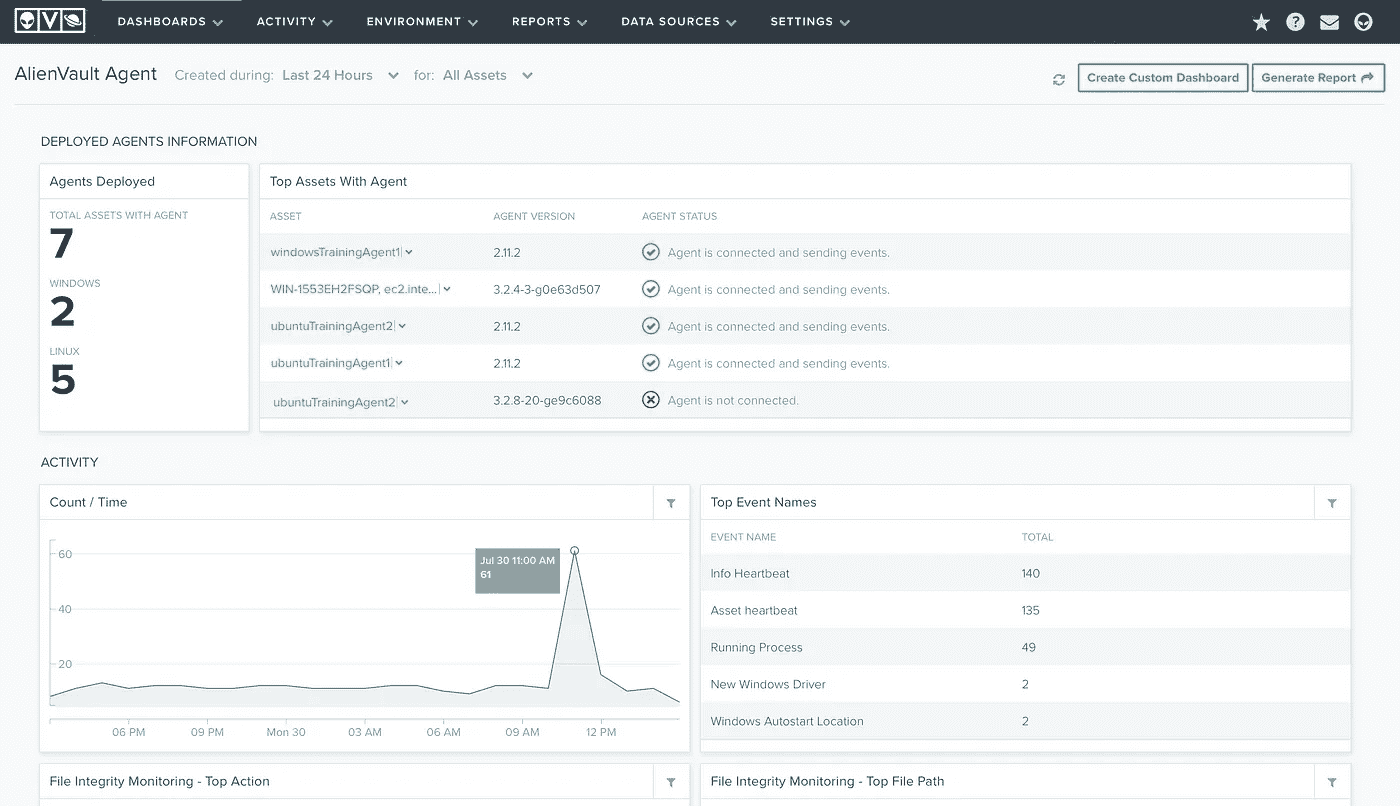 DASHBOARDS ACTIVITY ENVIRONMENT REPORTS DATA SOURCES SETTINGS
AlienVault Agent Created during: Last 24 Hours for: All Assets
Create Custom Dashboard Generate Report
DEPLOYED AGENTS INFORMATION
Agents Deployed
TOTAL ASSETS WITH AGENT
7
WINDOWS
2
LINUX
5
Top Assets With Agent
ASSET AGENT VERSION AGENT STATUS
windowsTrainingAgent1 2.11.2 Agent is connected and sending events.
WIN-1553EH2FSQP, ec2.inte... 3.2.4-3-g0e63d507 Agent is connected and sending events.
ubuntuTrainingAgent2 2.11.2 Agent is connected and sending events.
ubuntuTrainingAgent1 2.11.2 Agent is connected and sending events.
ubuntuTrainingAgent2 3.2.8-20-ge9c6088 Agent is not connected.
ACTIVITY
Count / Time
60
40
20
Jul 30 11:00 AM
61
06 PM 09 PM Mon 30 03 AM 06 AM 09 AM 12 PM
Top Event Names
EVENT NAME TOTAL
Info Heartbeat 140
Asset heartbeat 135
Running Process 49
New Windows Driver 2
Windows Autostart Location 2
File Integrity Monitoring - Top Action
File Integrity Monitoring - Top File Path